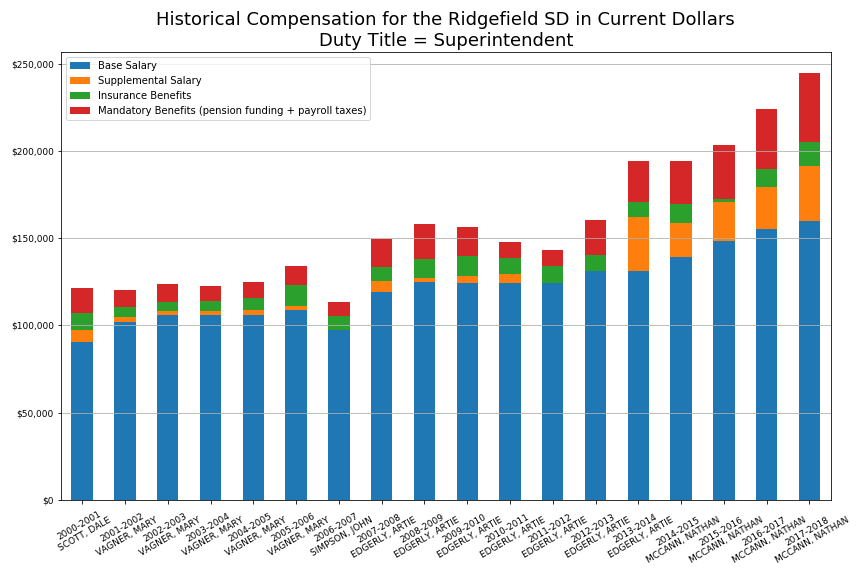 Historical Compensation for the Ridgefield SD in Current Dollars
Duty Title = Superintendent
Base Salary
Supplemental Salary
Insurance Benefits
Mandatory Benefits (pension funding + payroll taxes)
$250,000
$200,000
$150,000
$100,000
$50,000
$0
2000-2001
SCOTT, DALE
2001-2002
VAGNER, MARY
2002-2003
VAGNER, MARY
2003-2004
VAGNER, MARY
2004-2005
VAGNER, MARY
2005-2006
VAGNER, MARY
2006-2007
SIMPSON, JOHN
2007-2008
EDGERLY, ARTIE
2008-2009
EDGERLY, ARTIE
2009-2010
EDGERLY, ARTIE
2010-2011
EDGERLY, ARTIE
2011-2012
EDGERLY, ARTIE
2012-2013
EDGERLY, ARTIE
2013-2014
EDGERLY, ARTIE
2014-2015
MCCANN, NATHAN
2015-2016
MCCANN, NATHAN
2016-2017
MCCANN, NATHAN
2017-2018
MCCANN, NATHAN